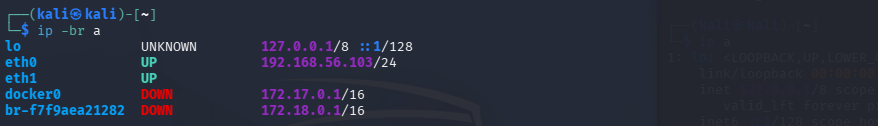 ┌──(kali㉿kali)-[~]
└─$ ip -br a
lo               UNKNOWN        127.0.0.1/8 ::1/128
eth0             UP             192.168.56.103/24
eth1             UP
docker0          DOWN           172.17.0.1/16
br-f7f9aea21282  DOWN           172.18.0.1/16